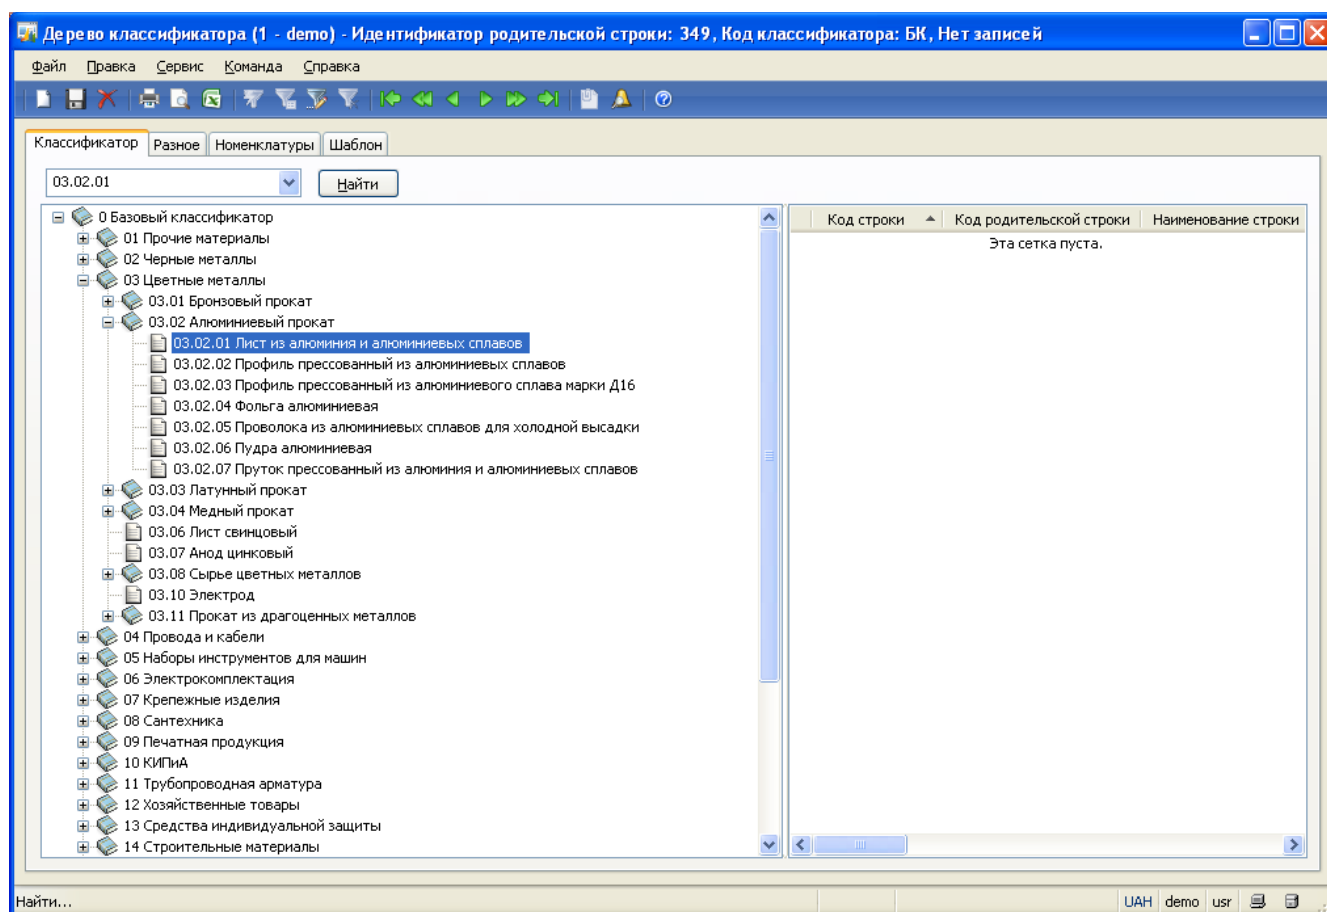 Дерево классификатора (1 - demo) - Идентификатор родительской строки: 349, Код классификатора: БК, Нет записей
Файл Правка Сервис Команда Справка
Классификатор Разное Номенклатуры Шаблон
03.02.01 Найти
0 Базовый классификатор
01 Прочие материалы
02 Черные металлы
03 Цветные металлы
03.01 Бронзовый прокат
03.02 Алюминиевый прокат
03.02.01 Лист из алюминия и алюминиевых сплавов
03.02.02 Профиль прессованный из алюминиевых сплавов
03.02.03 Профиль прессованный из алюминиевого сплава марки Д16
03.02.04 Фольга алюминиевая
03.02.05 Проволока из алюминиевых сплавов для холодной высадки
03.02.06 Пудра алюминиевая
03.02.07 Пруток прессованный из алюминия и алюминиевых сплавов
03.03 Латунный прокат
03.04 Медный прокат
03.06 Лист свинцовый
03.07 Анод цинковый
03.08 Сырье цветных металлов
03.10 Электрод
03.11 Прокат из драгоценных металлов
04 Провода и кабели
05 Наборы инструментов для машин
06 Электрокомплектация
07 Крепежные изделия
08 Сантехника
09 Печатная продукция
10 КИПиА
11 Трубопроводная арматура
12 Хозяйственные товары
13 Средства индивидуальной защиты
14 Строительные материалы
Код строки Код родительской строки Наименование строки
Эта сетка пуста.
Найти... UAH demo usr